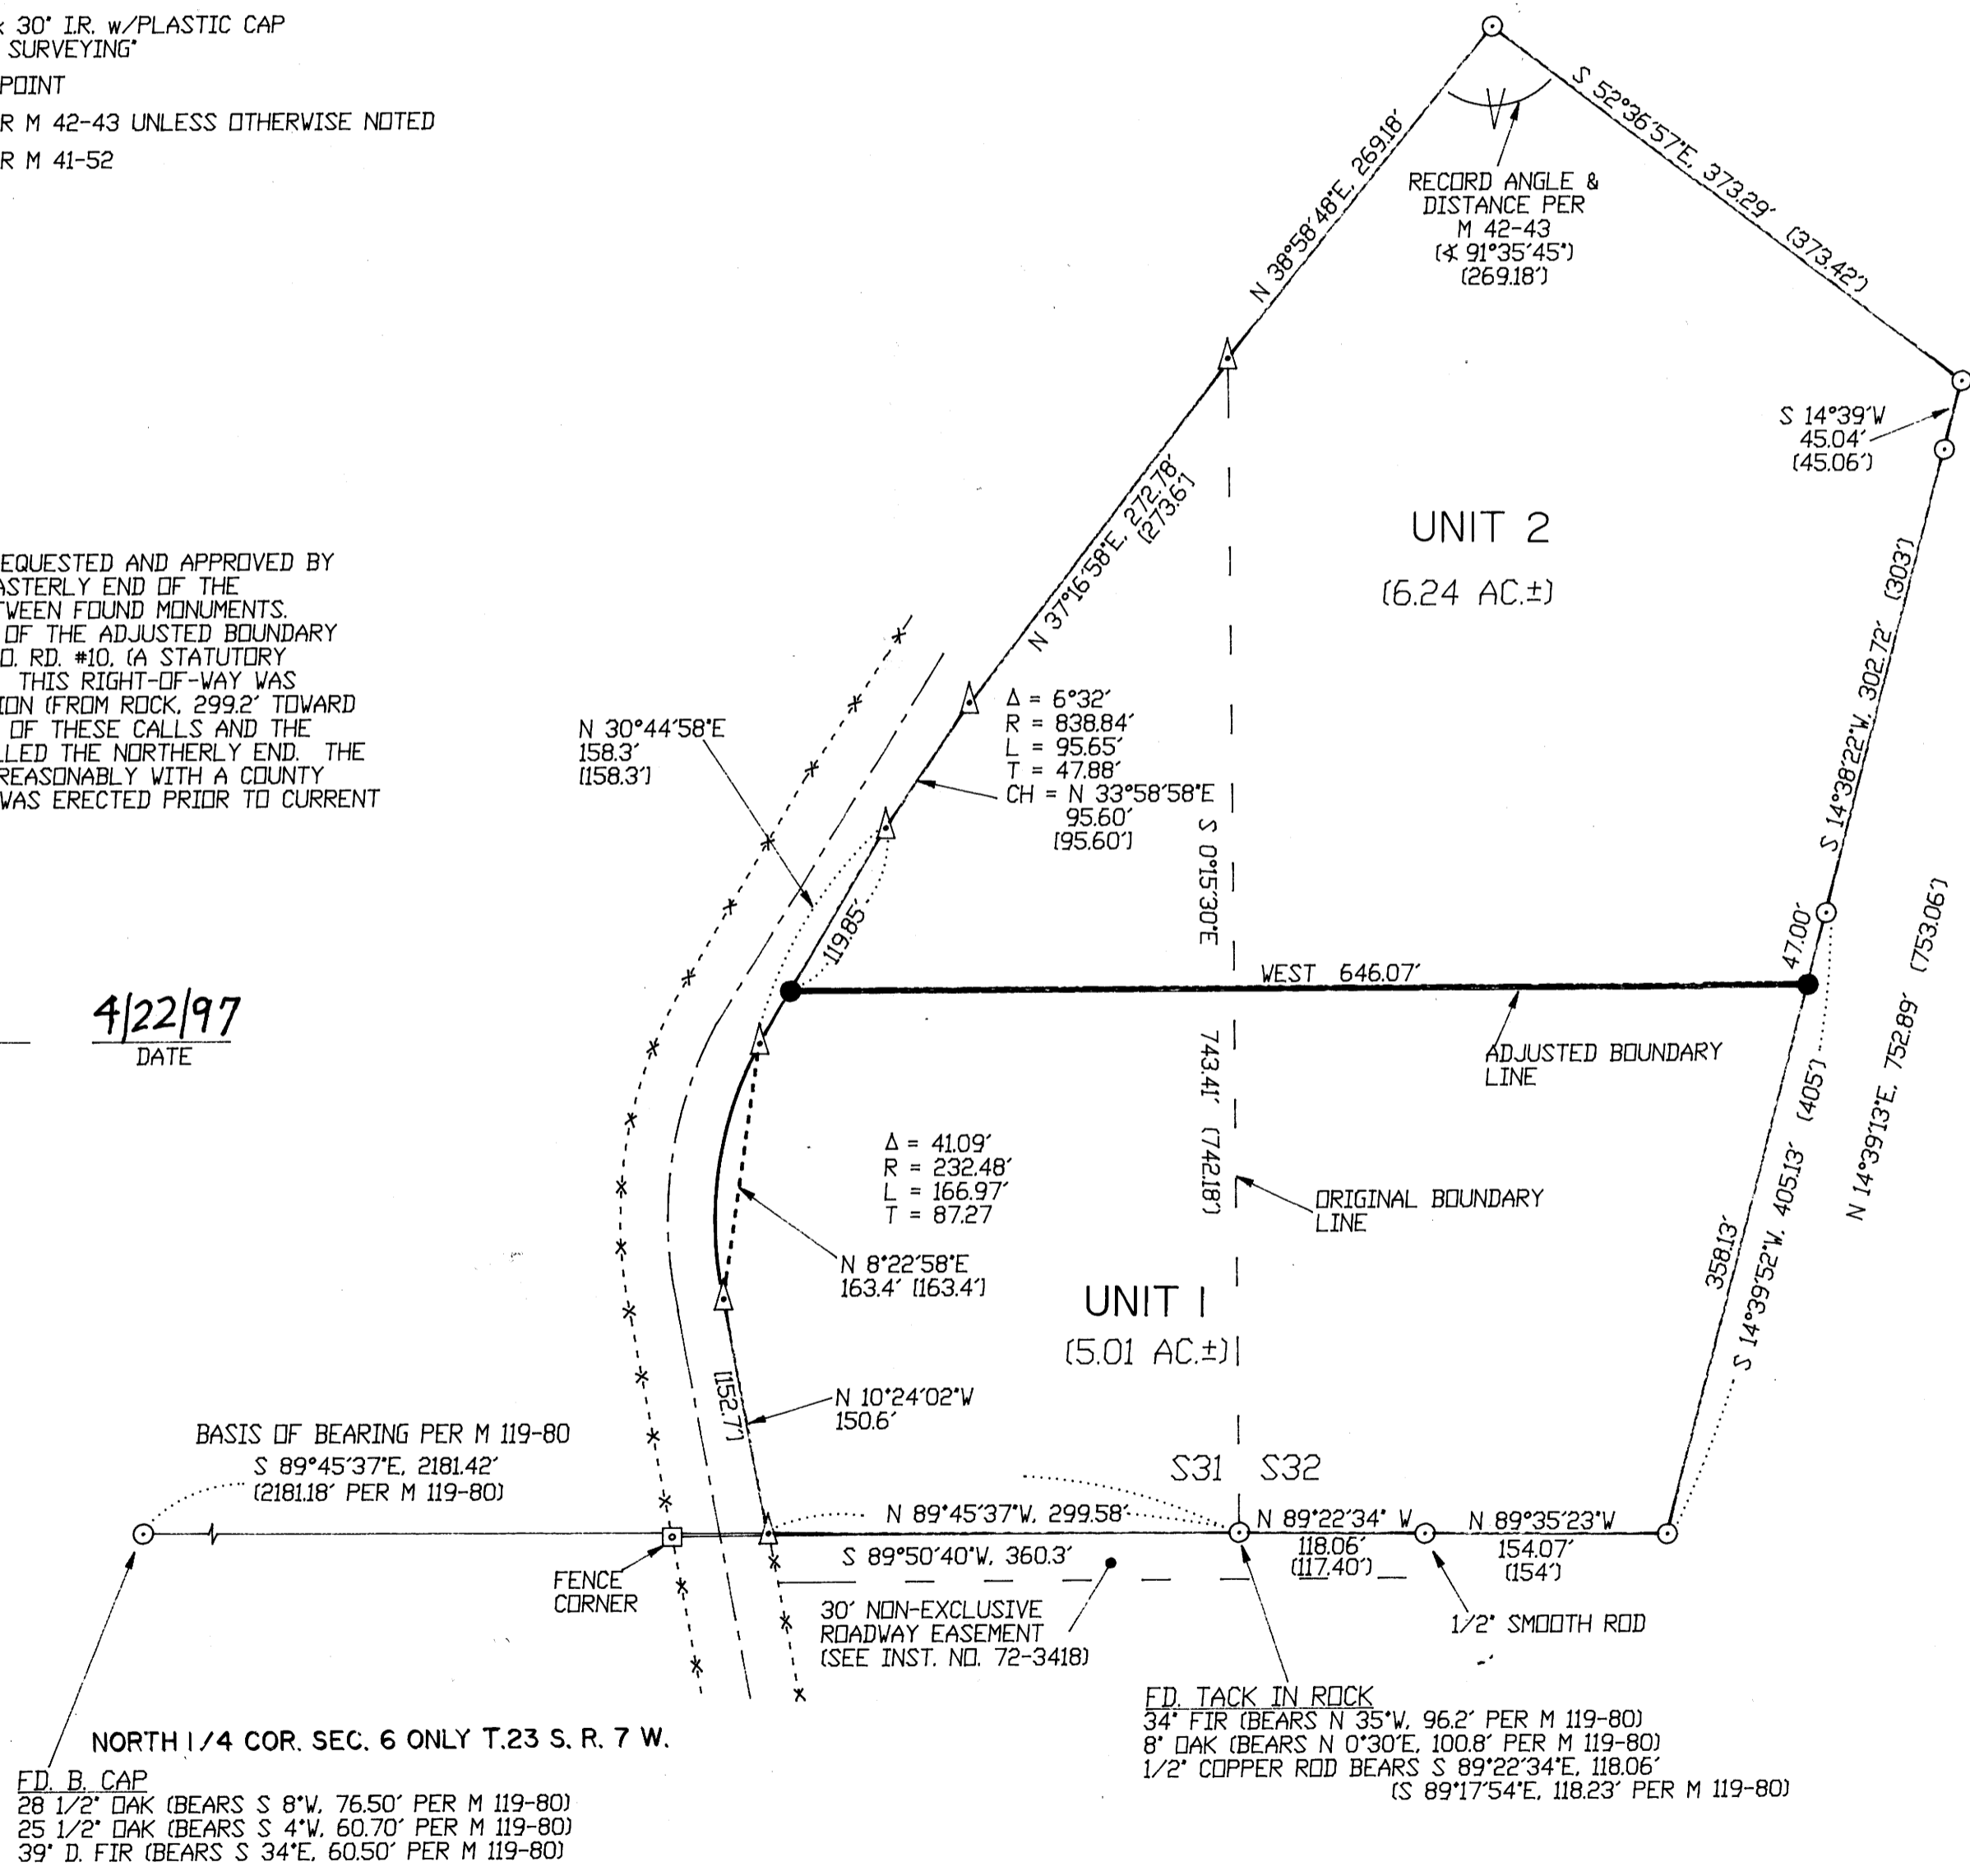 x 30" I.R. w/PLASTIC CAP
SURVEYING"
POINT
R M 42-43 UNLESS OTHERWISE NOTED
R M 41-52
S 52°36'57"E, 373.29' (373.42')
N 38°58'48"E, 269.18'
RECORD ANGLE &
DISTANCE PER
M 42-43
(∡ 91°35'45")
(269.18')
S 14°39'W
45.04'
(45.06')
N 37°16'58"E, 272.78'
[273.6']
UNIT 2
(6.24 AC.±)
S 14°38'22"W, 302.72' (303')
EQUESTED AND APPROVED BY
ASTERLY END OF THE
TWEEN FOUND MONUMENTS.
OF THE ADJUSTED BOUNDARY
O. RD. #10, (A STATUTORY
THIS RIGHT-OF-WAY WAS
ION (FROM ROCK, 299.2' TOWARD
OF THESE CALLS AND THE
LLED THE NORTHERLY END. THE
REASONABLY WITH A COUNTY
WAS ERECTED PRIOR TO CURRENT
N 30°44'58"E
158.3'
[158.3']
Δ = 6°32'
R = 838.84'
L = 95.65'
T = 47.88'
CH = N 33°58'58"E
95.60'
[95.60']
S 0°15'30"E
743.41' (742.18')
119.85'
WEST 646.07'
47.00'
4/22/97
DATE
ADJUSTED BOUNDARY
LINE
N 14°39'13"E, 752.89' (753.06')
Δ = 41.09'
R = 232.48'
L = 166.97'
T = 87.27
ORIGINAL BOUNDARY
LINE
358.13'
S 14°39'52"W, 405.13' (405')
N 8°22'58"E
163.4' [163.4']
UNIT 1
(5.01 AC.±)
[152.7']
N 10°24'02"W
150.6'
BASIS OF BEARING PER M 119-80
S 89°45'37"E, 2181.42'
(2181.18' PER M 119-80)
S31 S32
N 89°45'37"W, 299.58'
N 89°22'34" W
118.06'
(117.40')
N 89°35'23"W
154.07'
(154')
S 89°50'40"W, 360.3'
FENCE
CORNER
30' NON-EXCLUSIVE
ROADWAY EASEMENT
(SEE INST. NO. 72-3418)
1/2" SMOOTH ROD
FD. TACK IN ROCK
34" FIR (BEARS N 35°W, 96.2' PER M 119-80)
8" OAK (BEARS N 0°30'E, 100.8' PER M 119-80)
1/2" COPPER ROD BEARS S 89°22'34"E, 118.06'
(S 89°17'54"E, 118.23' PER M 119-80)
NORTH 1/4 COR. SEC. 6 ONLY T.23 S. R. 7 W.
FD. B. CAP
28 1/2" OAK (BEARS S 8°W, 76.50' PER M 119-80)
25 1/2" OAK (BEARS S 4°W, 60.70' PER M 119-80)
39" D. FIR (BEARS S 34°E, 60.50' PER M 119-80)